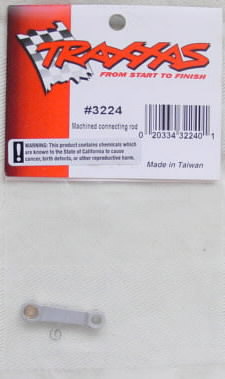 TRAXXAS
FROM START TO FINISH
#3224
Machined connecting rod
0 20334 32240 1
! WARNING: This product contains chemicals which
are known to the State of California to cause
cancer, birth defects, or other reproductive harm.
Made in Taiwan